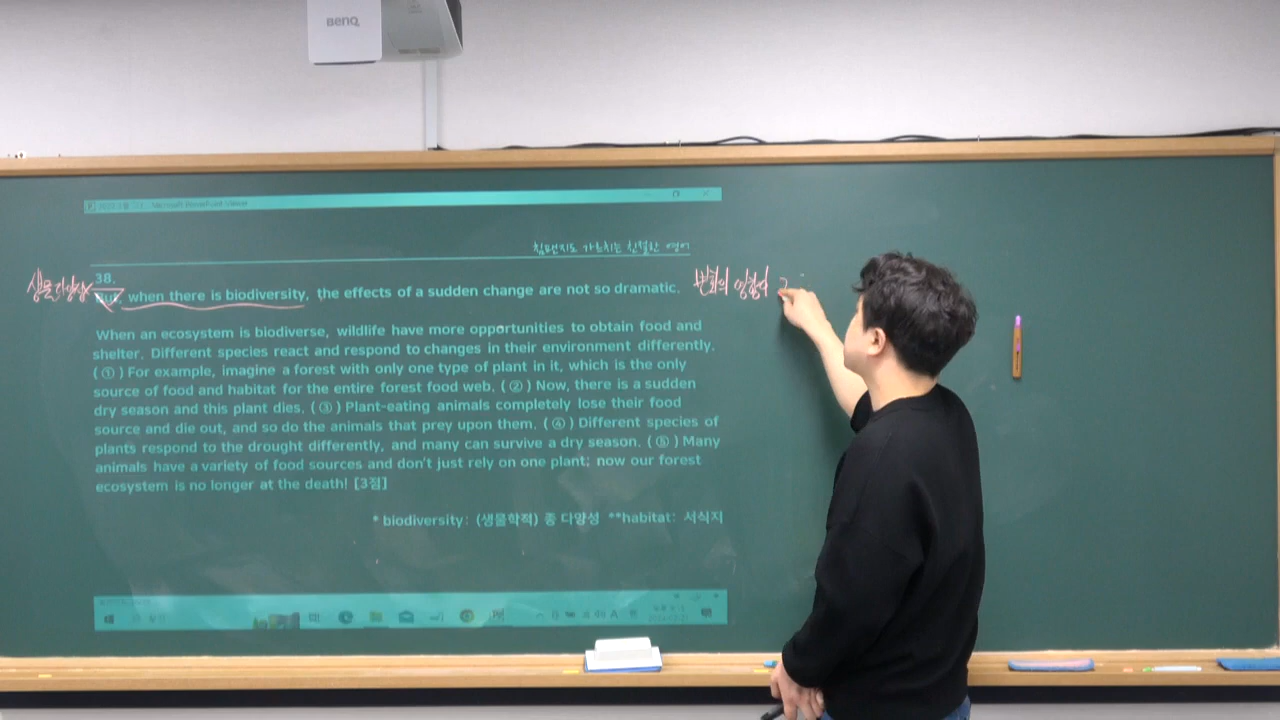 BenQ
Microsoft PowerPoint Viewer
침팬지도 가르치는 친절한 영어
38.
생물다양성 But, when there is biodiversity, the effects of a sudden change are not so dramatic. 변화의 영향이
When an ecosystem is biodiverse, wildlife have more opportunities to obtain food and
shelter. Different species react and respond to changes in their environment differently.
( ① ) For example, imagine a forest with only one type of plant in it, which is the only
source of food and habitat for the entire forest food web. ( ② ) Now, there is a sudden
dry season and this plant dies. ( ③ ) Plant-eating animals completely lose their food
source and die out, and so do the animals that prey upon them. ( ④ ) Different species of
plants respond to the drought differently, and many can survive a dry season. ( ⑤ ) Many
animals have a variety of food sources and don't just rely on one plant; now our forest
ecosystem is no longer at the death! [3점]
* biodiversity: (생물학적) 종 다양성 **habitat: 서식지